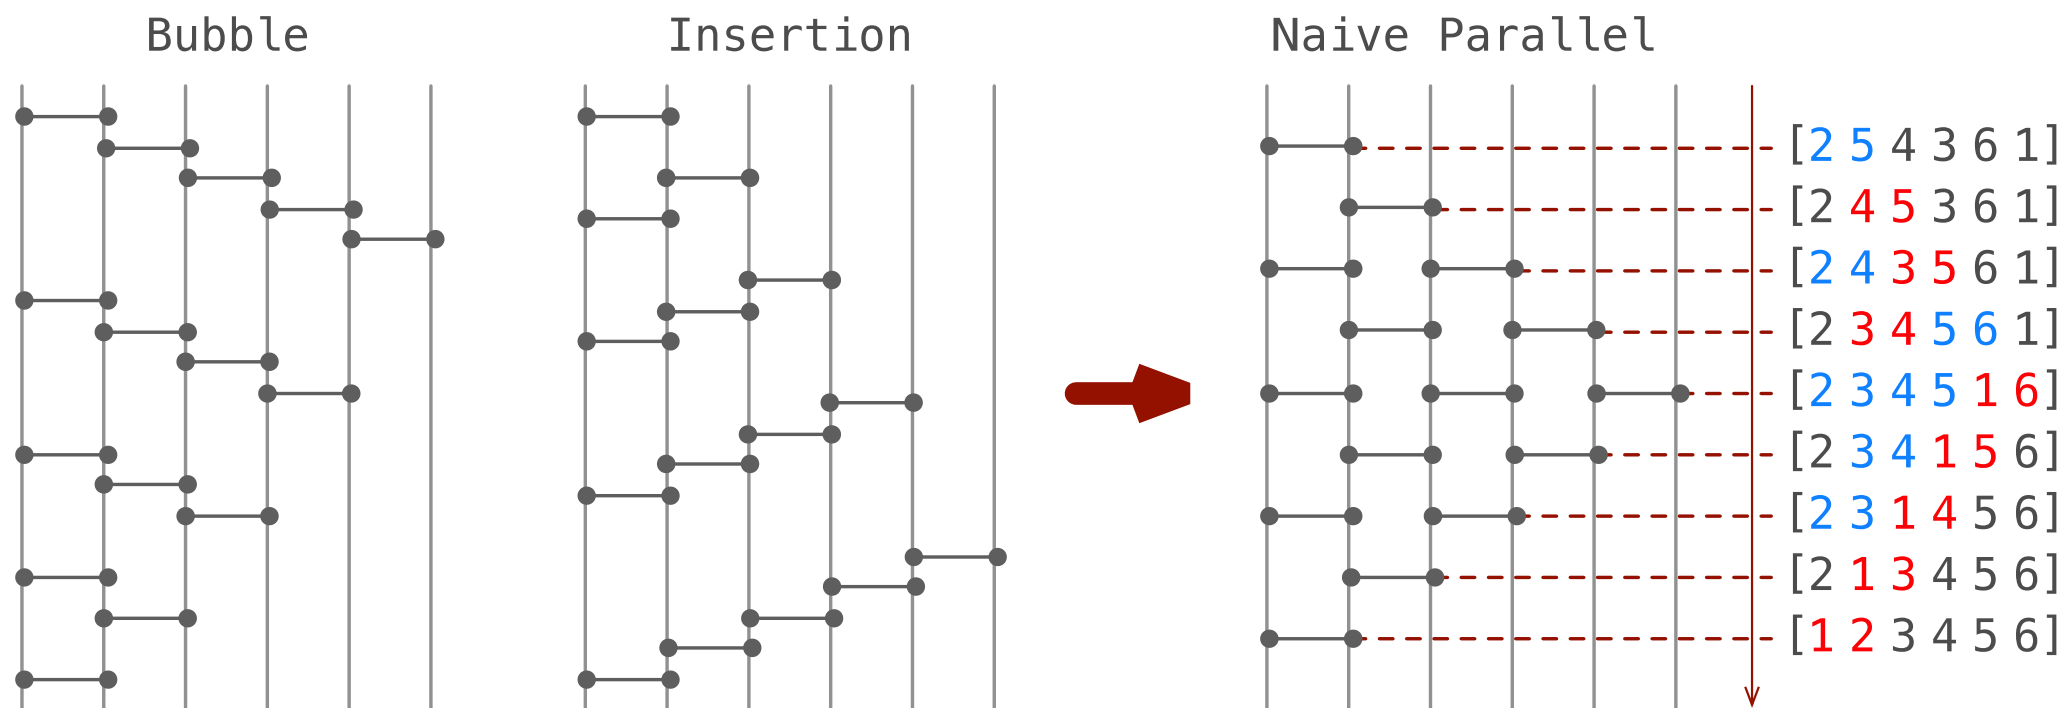 Bubble
Insertion
Naive Parallel
[2 5 4 3 6 1]
[2 4 5 3 6 1]
[2 4 3 5 6 1]
[2 3 4 5 6 1]
[2 3 4 5 1 6]
[2 3 4 1 5 6]
[2 3 1 4 5 6]
[2 1 3 4 5 6]
[1 2 3 4 5 6]